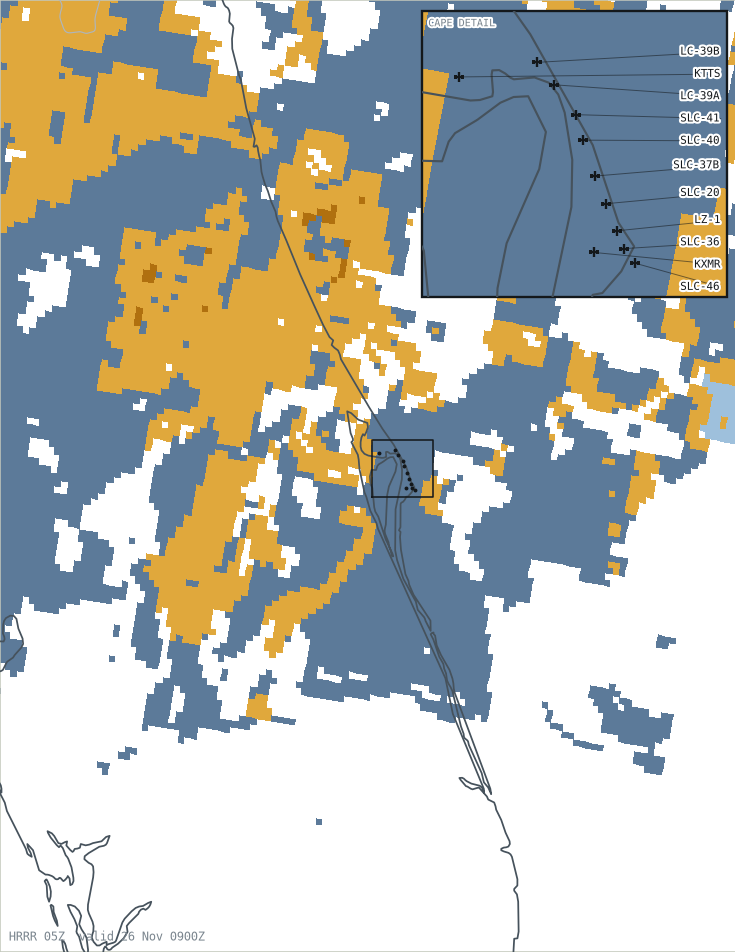 CAPE DETAIL
LC-39B
KTTS
LC-39A
SLC-41
SLC-40
SLC-37B
SLC-20
LZ-1
SLC-36
KXMR
SLC-46
HRRR 05Z valid 26 Nov 0900Z